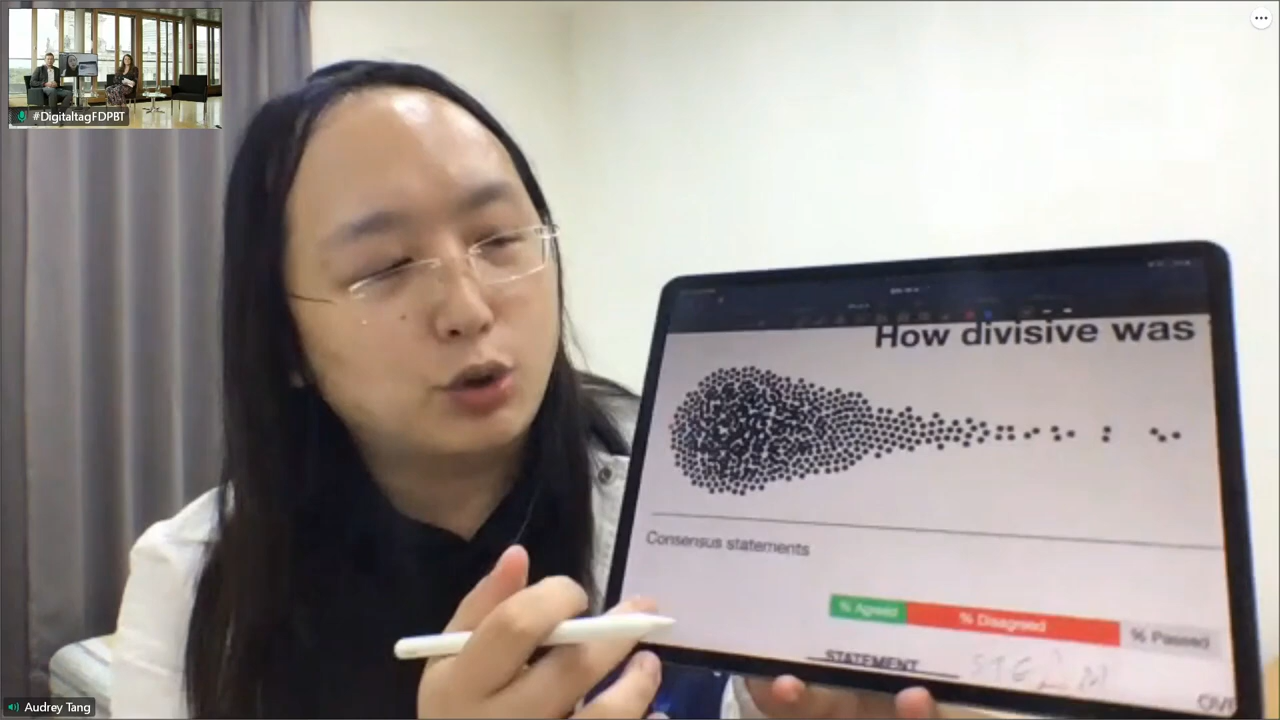 #DigitaltagFDPBT
How divisive was
Consensus statements
% Agreed
% Disagreed
% Passed
STATEMENT
Audrey Tang